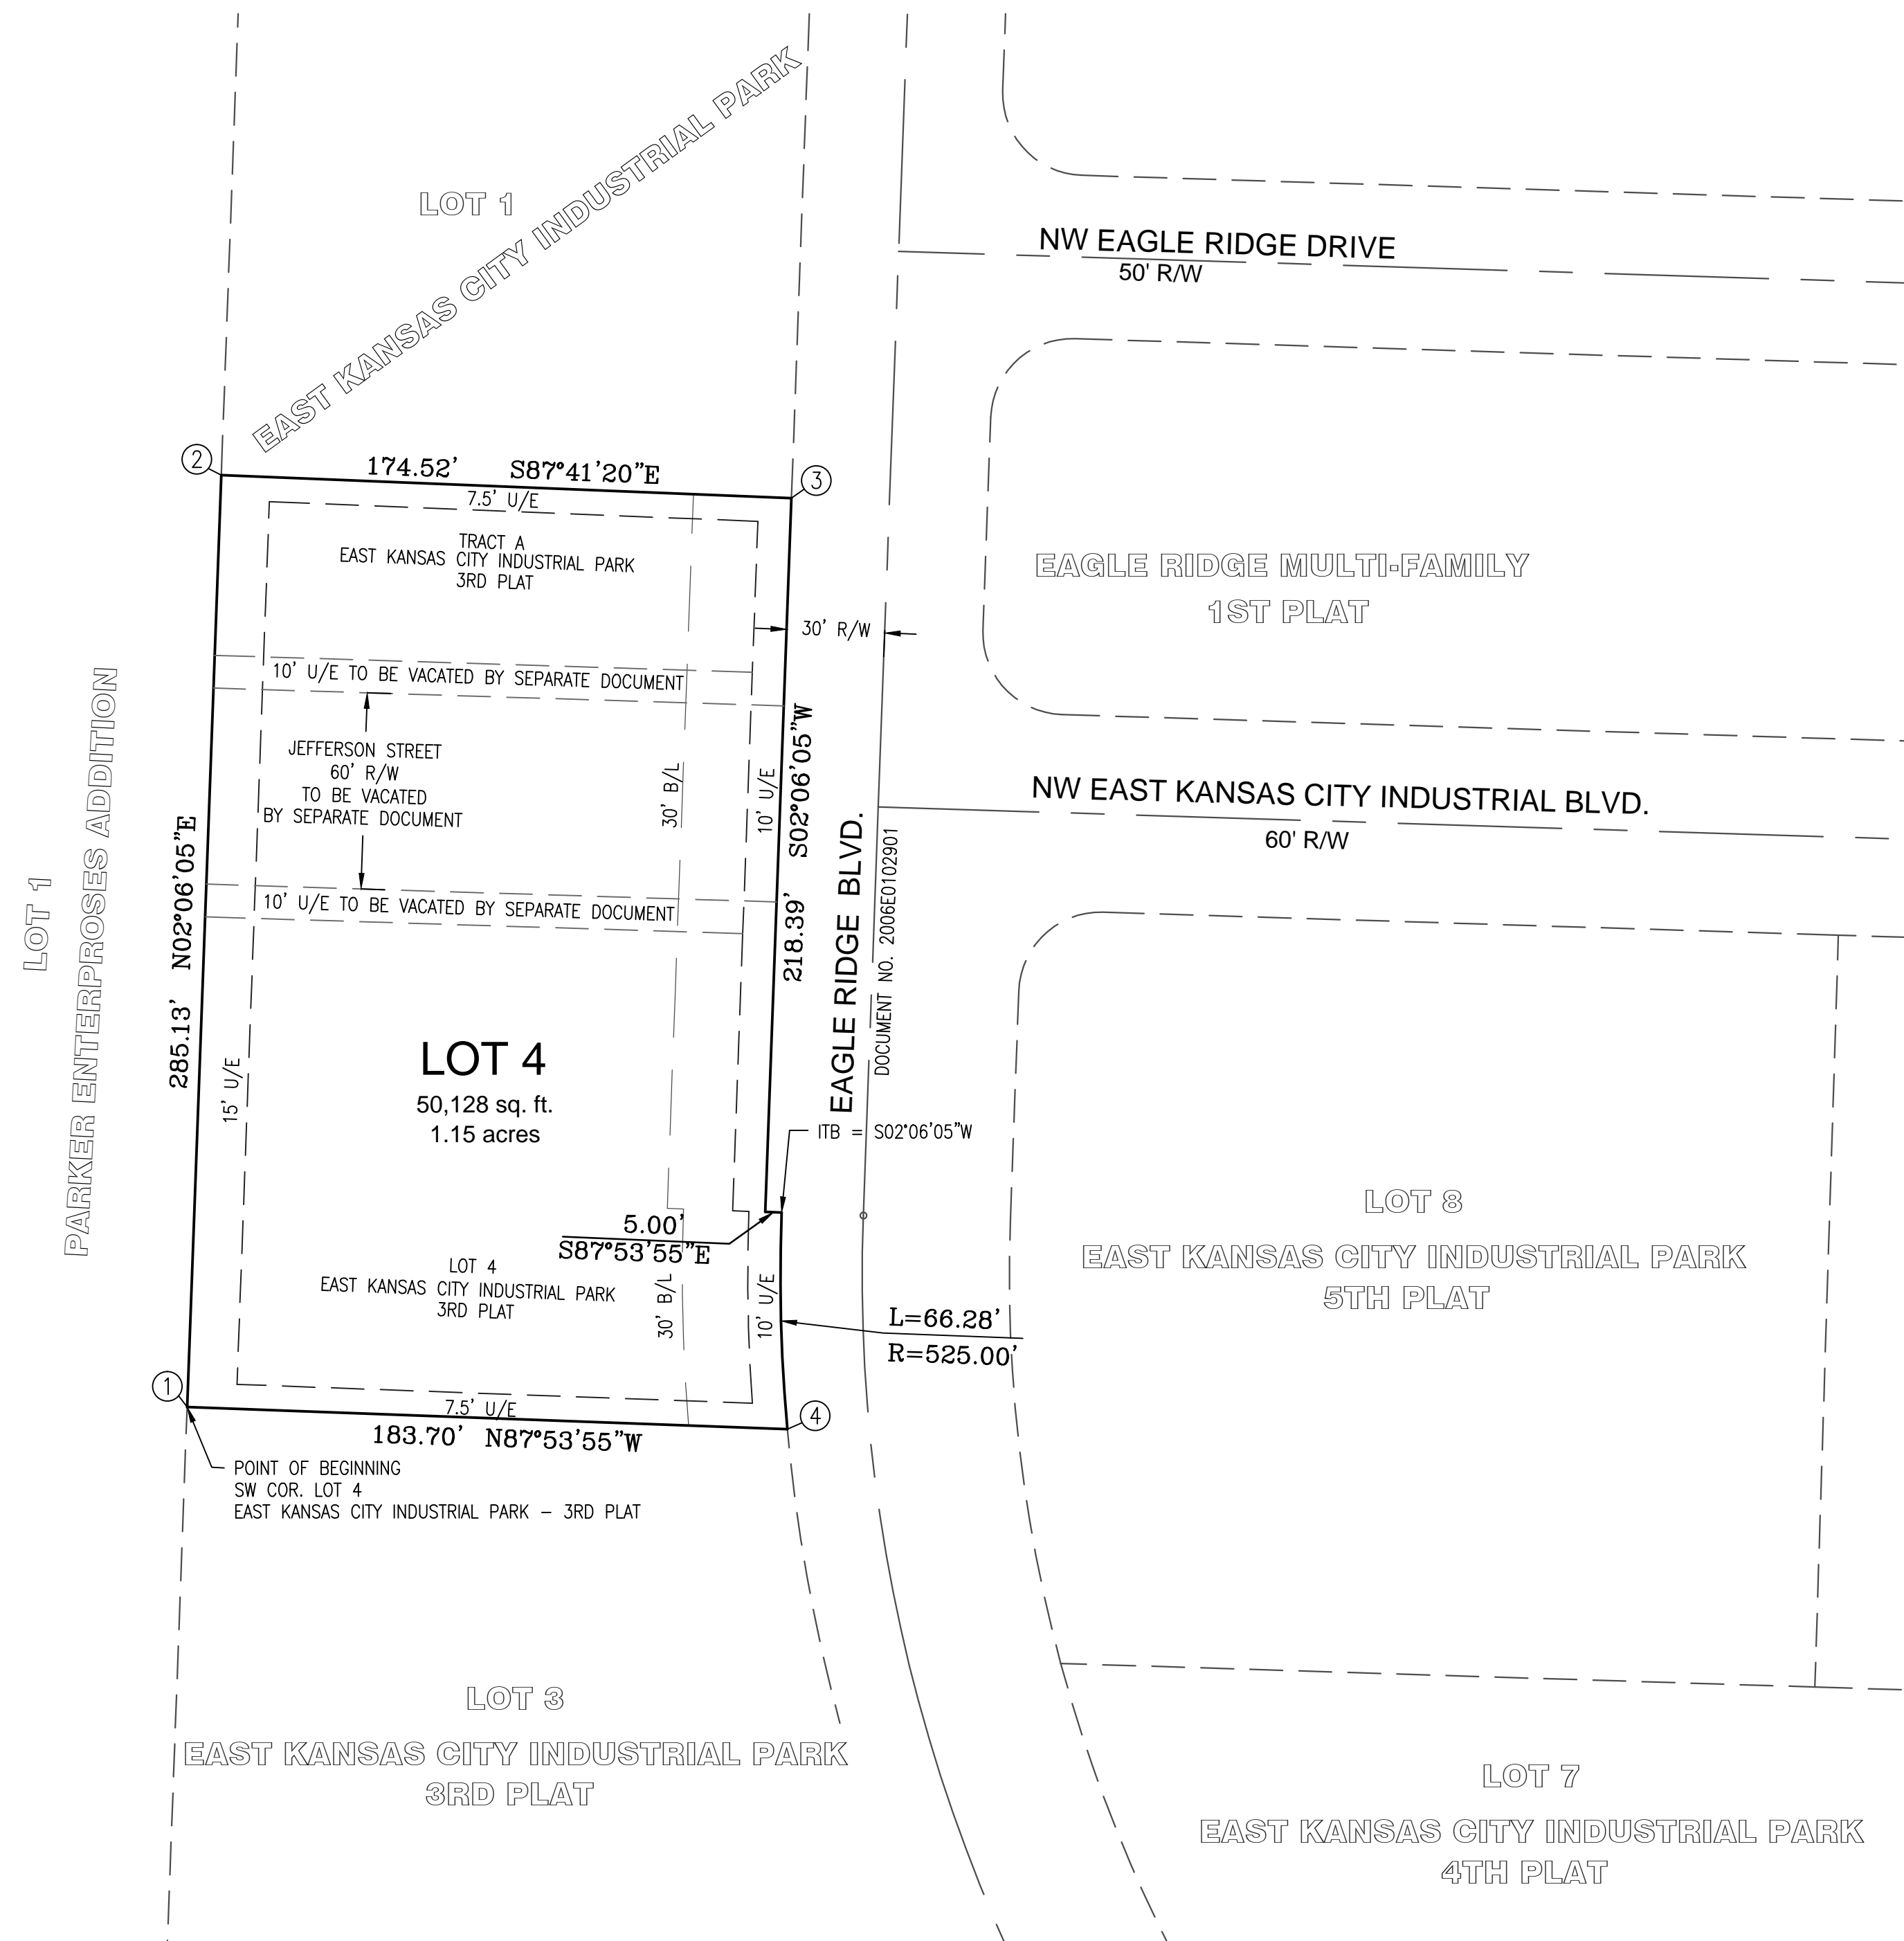 EAST KANSAS CITY INDUSTRIAL PARK
LOT 1
NW EAGLE RIDGE DRIVE
50' R/W
2
174.52' S87°41'20"E
3
7.5' U/E
TRACT A
EAST KANSAS CITY INDUSTRIAL PARK
3RD PLAT
EAGLE RIDGE MULTI-FAMILY
1ST PLAT
30' R/W
10' U/E TO BE VACATED BY SEPARATE DOCUMENT
JEFFERSON STREET
60' R/W
TO BE VACATED
BY SEPARATE DOCUMENT
30' B/L
10' U/E
218.39' S02°06'05"W
NW EAST KANSAS CITY INDUSTRIAL BLVD.
60' R/W
EAGLE RIDGE BLVD.
DOCUMENT NO. 2006E0102901
LOT 1
PARKER ENTERPROSES ADDITION
285.13' N02°06'05"E
10' U/E TO BE VACATED BY SEPARATE DOCUMENT
15' U/E
LOT 4
50,128 sq. ft.
1.15 acres
ITB = S02°06'05"W
5.00'
S87°53'55"E
LOT 4
EAST KANSAS CITY INDUSTRIAL PARK
3RD PLAT
30' B/L
10' U/E
L=66.28'
R=525.00'
LOT 8
EAST KANSAS CITY INDUSTRIAL PARK
5TH PLAT
1
7.5' U/E
183.70' N87°53'55"W
4
POINT OF BEGINNING
SW COR. LOT 4
EAST KANSAS CITY INDUSTRIAL PARK – 3RD PLAT
LOT 3
EAST KANSAS CITY INDUSTRIAL PARK
3RD PLAT
LOT 7
EAST KANSAS CITY INDUSTRIAL PARK
4TH PLAT